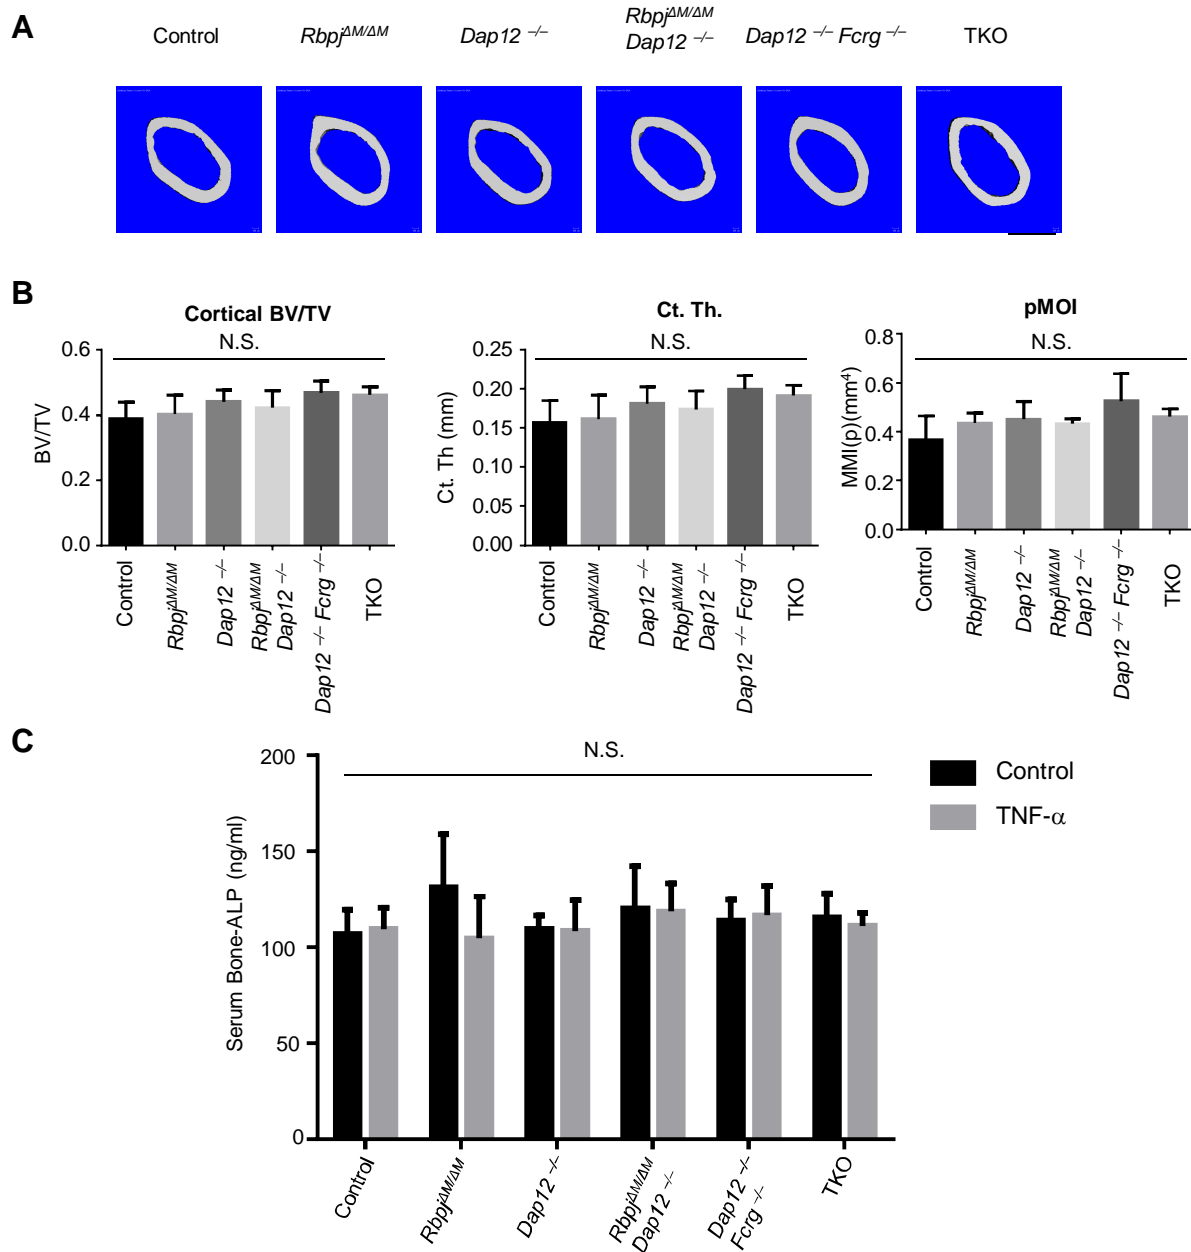 A
Control
Rbpj^ΔM/ΔM
Dap12 –/–
Rbpj^ΔM/ΔM
Dap12 –/–
Dap12 –/– Fcrg –/–
TKO
B
Cortical BV/TV
N.S.
0.6
0.4
0.2
0.0
BV/TV
Control
Rbpj^ΔM/ΔM
Dap12 –/–
Rbpj^ΔM/ΔM
Dap12 –/–
Dap12 –/– Fcrg –/–
TKO
Ct. Th.
N.S.
0.25
0.20
0.15
0.10
0.05
0.00
Ct. Th (mm)
Control
Rbpj^ΔM/ΔM
Dap12 –/–
Rbpj^ΔM/ΔM
Dap12 –/–
Dap12 –/– Fcrg –/–
TKO
pMOI
N.S.
0.8
0.6
0.4
0.2
0.0
MMI(p)(mm⁴)
Control
Rbpj^ΔM/ΔM
Dap12 –/–
Rbpj^ΔM/ΔM
Dap12 –/–
Dap12 –/– Fcrg –/–
TKO
C
N.S.
200
150
100
50
0
Serum Bone-ALP (ng/ml)
Control
TNF-α
Control
Rbpj^ΔM/ΔM
Dap12 –/–
Rbpj^ΔM/ΔM
Dap12 –/–
Dap12 –/–
Fcrg –/–
TKO